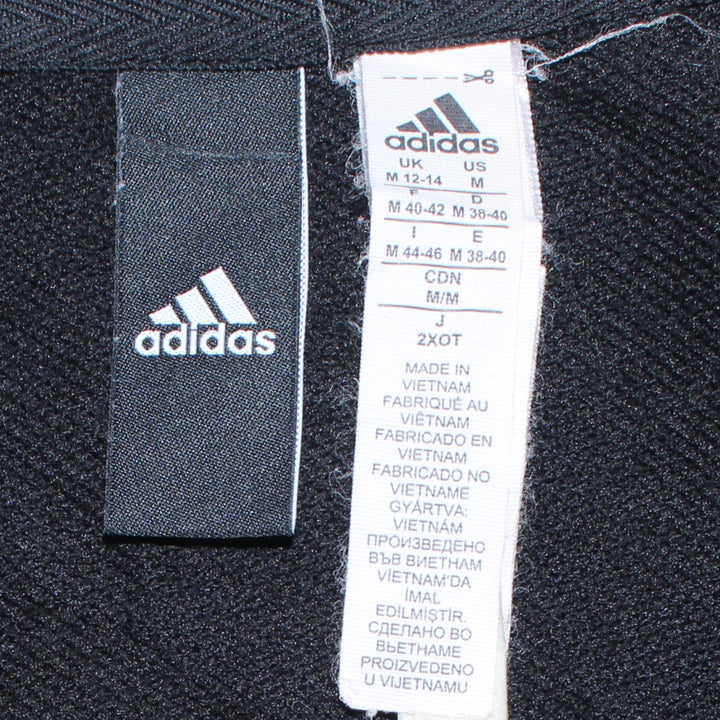 adidas
adidas
UK US
M 12-14 M
F D
M 40-42 M 38-40
I E
M 44-46 M 38-40
CDN
M/M
J
2XOT
MADE IN
VIETNAM
FABRIQUÉ AU
VIÊTNAM
FABRICADO EN
VIETNAM
FABRICADO NO
VIETNAME
GYÁRTVA:
VIETNÁM
ПРОИЗВЕДЕНО
ВЪВ ВИЕТНАМ
VİETNAM'DA
İMAL
EDİLMİŞTİR.
СДЕЛАНО ВО
ВЬЕТНАМЕ
PROIZVEDENO
U VIJETNAMU